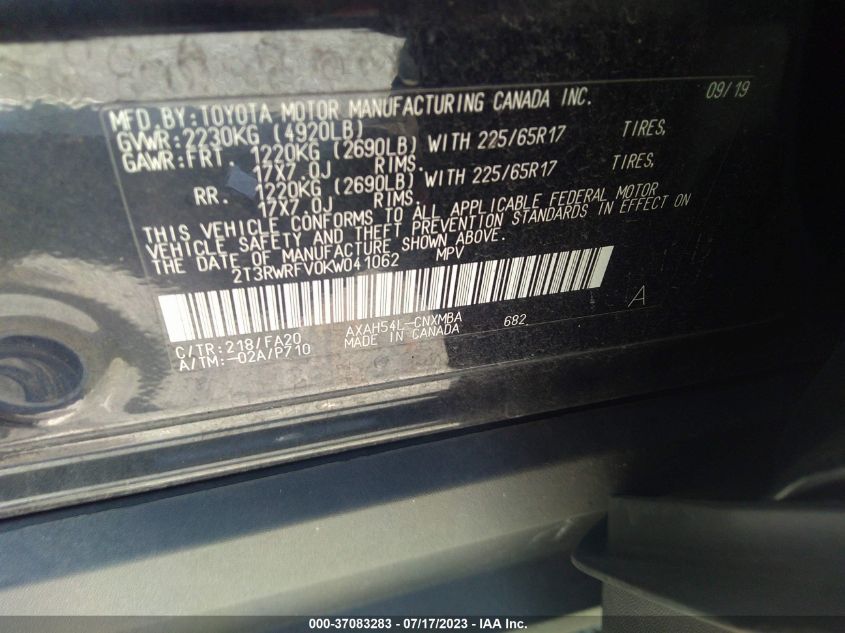 MFD.BY:TOYOTA MOTOR MANUFACTURING CANADA INC. 09/19
GVWR:2230KG (4920LB)
GAWR:FRT. 1220KG (2690LB) WITH 225/65R17 TIRES,
17X7.0J RIMS.
RR. 1220KG (2690LB) WITH 225/65R17 TIRES,
17X7.0J RIMS.
THIS VEHICLE CONFORMS TO ALL APPLICABLE FEDERAL MOTOR
VEHICLE SAFETY AND THEFT PREVENTION STANDARDS IN EFFECT ON
THE DATE OF MANUFACTURE SHOWN ABOVE.
2T3RWRFV0KW041062 MPV
C/TR:218/FA20 AXAH54L-CNXMBA 682 A
A/TM:-02A/P710 MADE IN CANADA
000-37083283 - 07/17/2023 - IAA Inc.